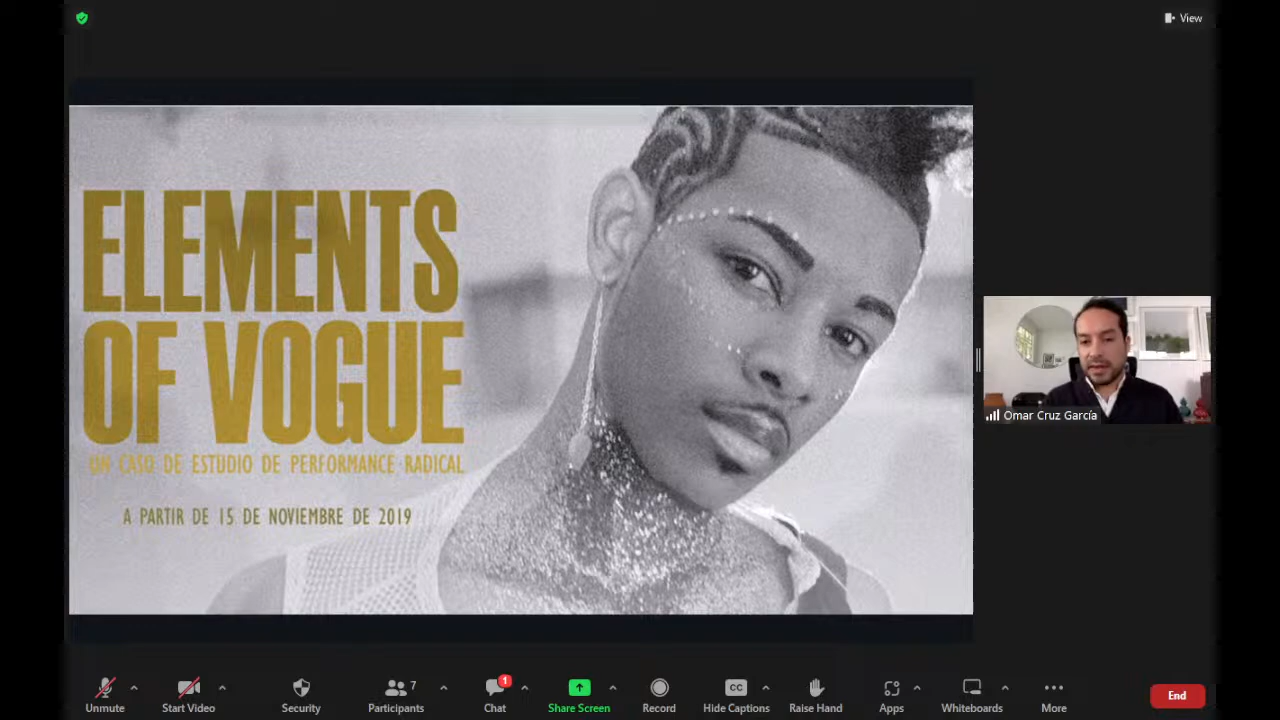 View
ELEMENTS
OF VOGUE
UN CASO DE ESTUDIO DE PERFORMANCE RADICAL
A PARTIR DE 15 DE NOVIEMBRE DE 2019
Omar Cruz García
Unmute
Start Video
Security
7
Participants
1
Chat
Share Screen
Record
CC
Hide Captions
Raise Hand
Apps
Whiteboards
More
End